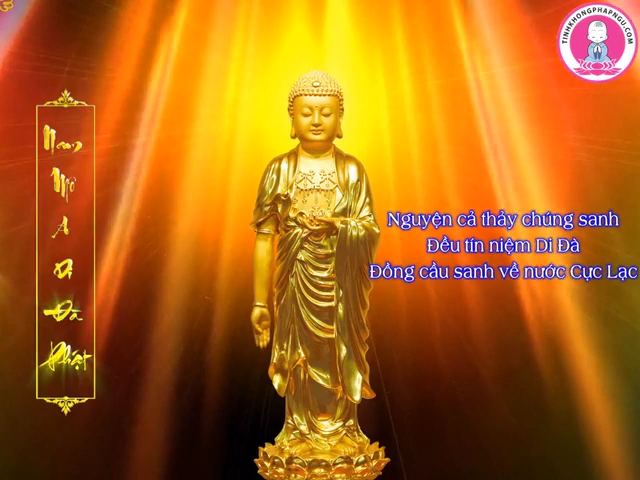 Nam
Mô
A
Di
Đà
Phật
TINHKHONGPHAPNGU.COM
Nguyện cả thảy chúng sanh
Đều tín niệm Di Đà
Đồng cầu sanh về nước Cực Lạc